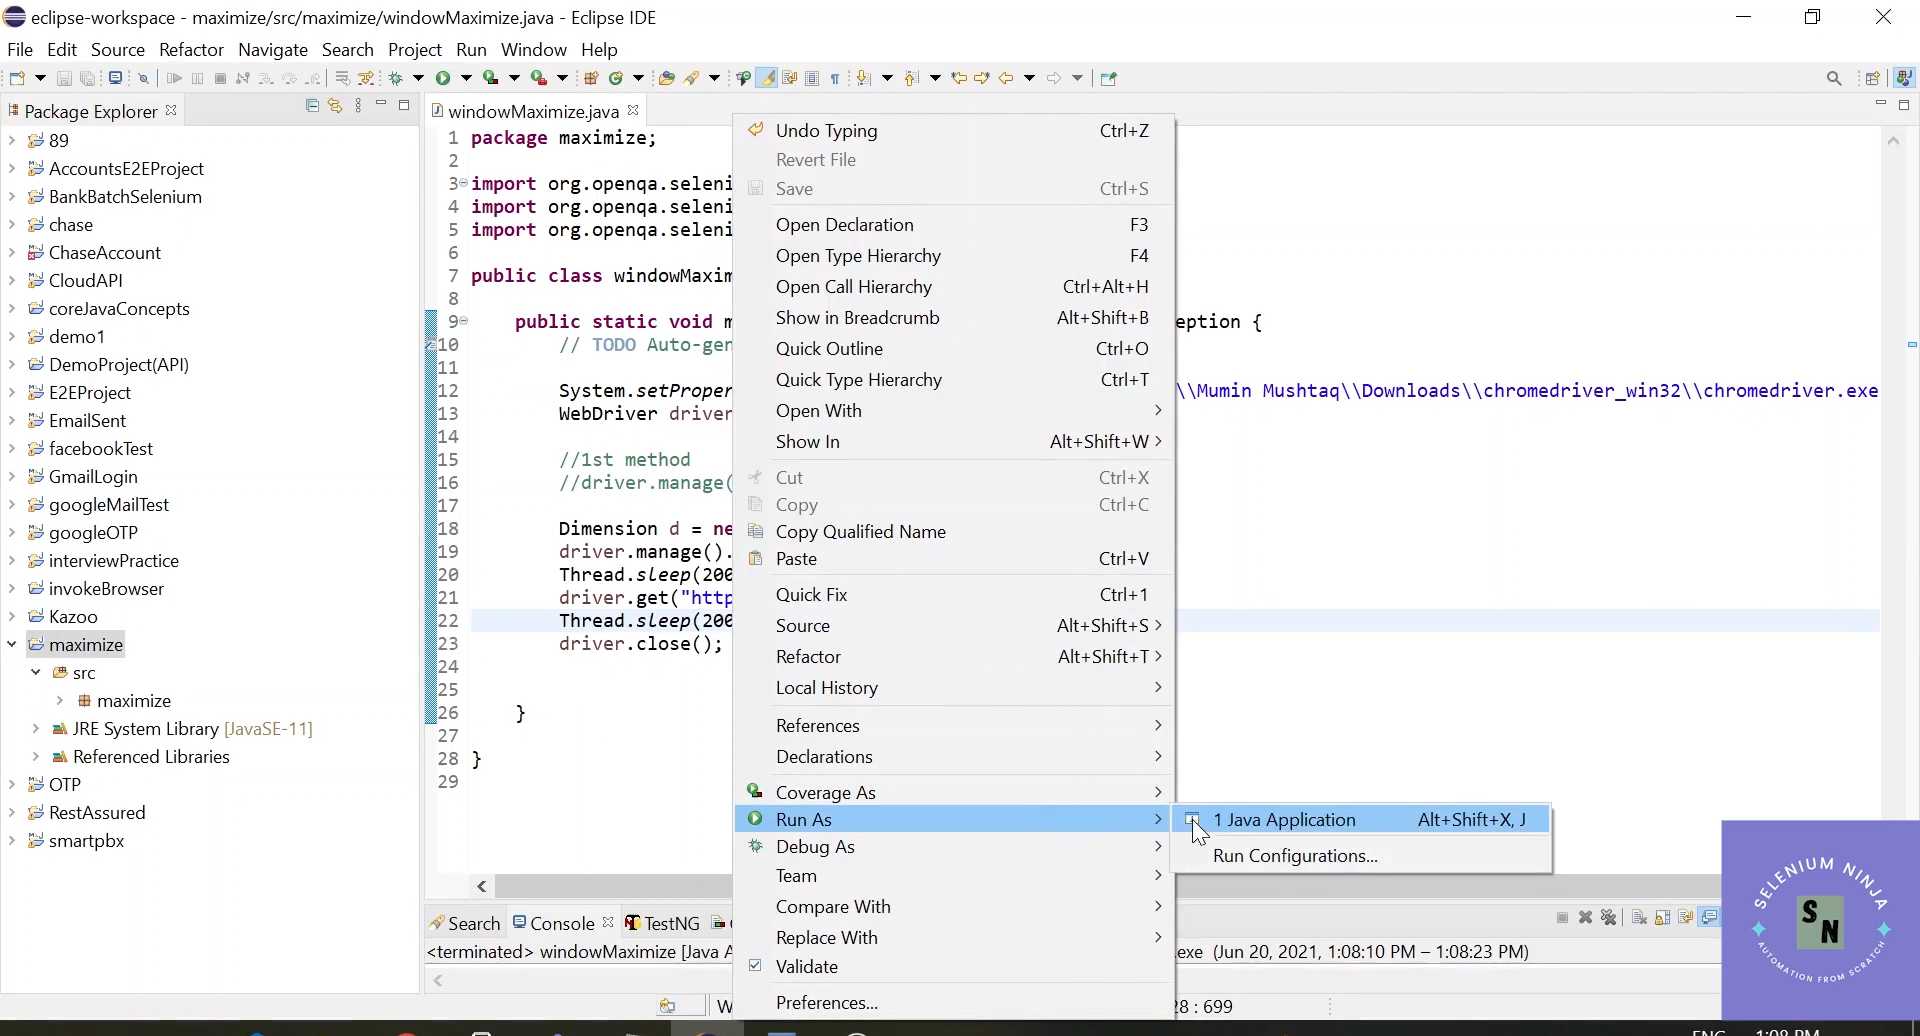 eclipse-workspace - maximize/src/maximize/windowMaximize.java - Eclipse IDE
File Edit Source Refactor Navigate Search Project Run Window Help
Package Explorer
89
AccountsE2EProject
BankBatchSelenium
chase
ChaseAccount
CloudAPI
coreJavaConcepts
demo1
DemoProject(API)
E2EProject
EmailSent
facebookTest
GmailLogin
googleMailTest
googleOTP
interviewPractice
invokeBrowser
Kazoo
maximize
src
maximize
JRE System Library [JavaSE-11]
Referenced Libraries
OTP
RestAssured
smartpbx
windowMaximize.java
1 package maximize;
2
3 import org.openqa.seleni
4 import org.openqa.seleni
5 import org.openqa.seleni
6
7 public class windowMaxim
8
9 public static void m eption {
10 // TODO Auto-gen
11
12 System.setProper \\Mumin Mushtaq\\Downloads\\chromedriver_win32\\chromedriver.exe
13 WebDriver driver
14
15 //1st method
16 //driver.manage(
17
18 Dimension d = ne
19 driver.manage().
20 Thread.sleep(200
21 driver.get("http
22 Thread.sleep(200
23 driver.close();
24
25
26 }
27
28 }
29
Undo Typing Ctrl+Z
Revert File
Save Ctrl+S
Open Declaration F3
Open Type Hierarchy F4
Open Call Hierarchy Ctrl+Alt+H
Show in Breadcrumb Alt+Shift+B
Quick Outline Ctrl+O
Quick Type Hierarchy Ctrl+T
Open With
Show In Alt+Shift+W
Cut Ctrl+X
Copy Ctrl+C
Copy Qualified Name
Paste Ctrl+V
Quick Fix Ctrl+1
Source Alt+Shift+S
Refactor Alt+Shift+T
Local History
References
Declarations
Coverage As
Run As
Debug As
Team
Compare With
Replace With
Validate
Preferences...
1 Java Application Alt+Shift+X, J
Run Configurations...
Search Console TestNG
<terminated> windowMaximize [Java A .exe (Jun 20, 2021, 1:08:10 PM – 1:08:23 PM)
W 28 : 699
SELENIUM NINJA
SN
AUTOMATION FROM SCRATCH
ENG 1:08 PM